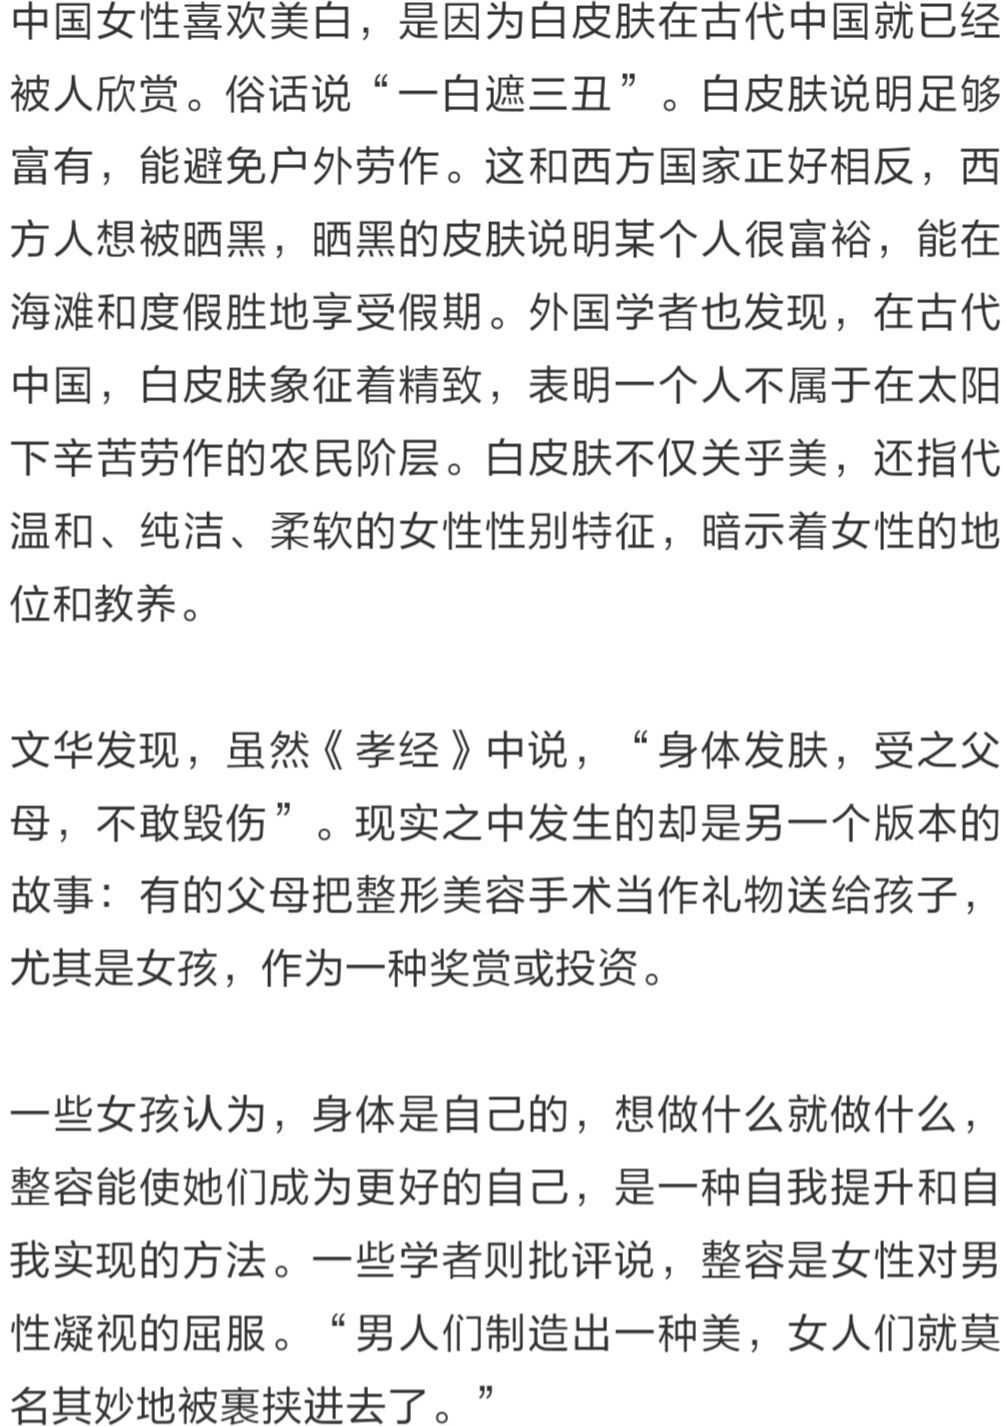 中国女性喜欢美白，是因为白皮肤在古代中国就已经
被人欣赏。俗话说“一白遮三丑”。白皮肤说明足够
富有，能避免户外劳作。这和西方国家正好相反，西
方人想被晒黑，晒黑的皮肤说明某个人很富裕，能在
海滩和度假胜地享受假期。外国学者也发现，在古代
中国，白皮肤象征着精致，表明一个人不属于在太阳
下辛苦劳作的农民阶层。白皮肤不仅关乎美，还指代
温和、纯洁、柔软的女性性别特征，暗示着女性的地
位和教养。
文华发现，虽然《孝经》中说，“身体发肤，受之父
母，不敢毁伤”。现实之中发生的却是另一个版本的
故事：有的父母把整形美容手术当作礼物送给孩子，
尤其是女孩，作为一种奖赏或投资。
一些女孩认为，身体是自己的，想做什么就做什么，
整容能使她们成为更好的自己，是一种自我提升和自
我实现的方法。一些学者则批评说，整容是女性对男
性凝视的屈服。“男人们制造出一种美，女人们就莫
名其妙地被裹挟进去了。”